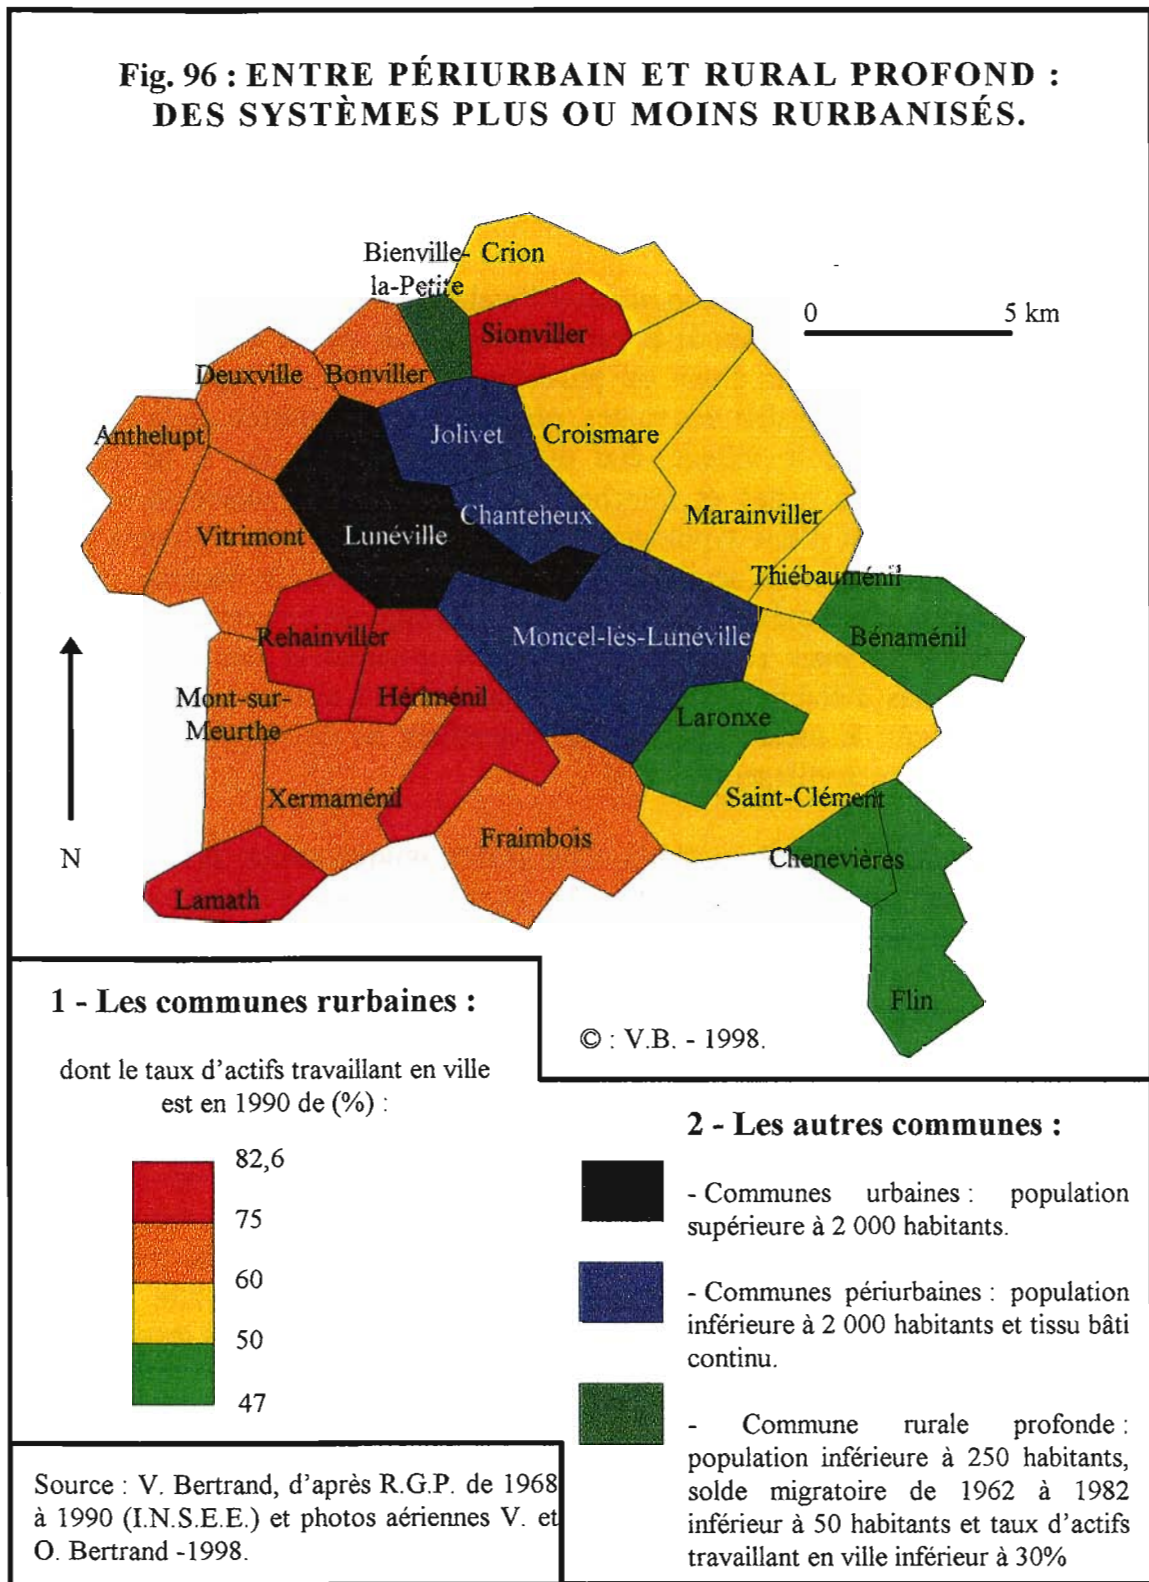 Fig. 96 : ENTRE PÉRIURBAIN ET RURAL PROFOND :
DES SYSTÈMES PLUS OU MOINS RURBANISÉS.
Bienville-
la-Petite
Crion
0 5 km
Sionviller
Deuxville
Bonviller
Anthelupt
Jolivet
Croismare
Vitrimont
Lunéville
Chanteheux
Marainviller
Thiébauménil
Rehainviller
Moncel-lès-Lunéville
Bénaménil
Mont-sur-
Meurthe
Hériménil
Laronxe
Xermaménil
Saint-Clément
Fraimbois
Chenevières
N
Lamath
Flin
1 - Les communes rurbaines :
dont le taux d'actifs travaillant en ville
est en 1990 de (%) :
82,6
75
60
50
47
© : V.B. - 1998.
2 - Les autres communes :
- Communes urbaines : population
supérieure à 2 000 habitants.
- Communes périurbaines : population
inférieure à 2 000 habitants et tissu bâti
continu.
- Commune rurale profonde :
population inférieure à 250 habitants,
solde migratoire de 1962 à 1982
inférieur à 50 habitants et taux d'actifs
travaillant en ville inférieur à 30%
Source : V. Bertrand, d'après R.G.P. de 1968
à 1990 (I.N.S.E.E.) et photos aériennes V. et
O. Bertrand -1998.